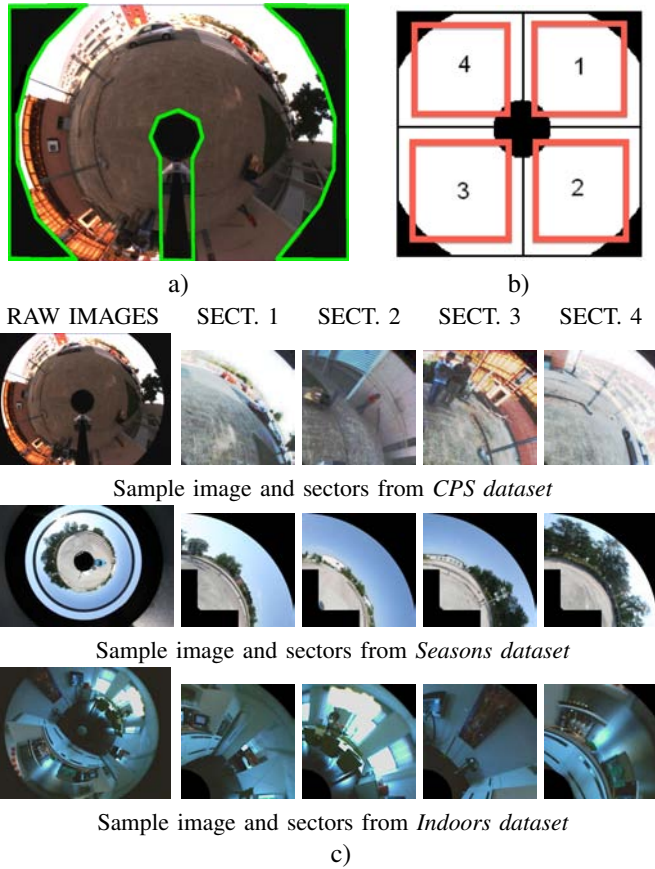 4 1
3 2
a) b)
RAW IMAGES SECT. 1 SECT. 2 SECT. 3 SECT. 4
Sample image and sectors from CPS dataset
Sample image and sectors from Seasons dataset
Sample image and sectors from Indoors dataset
c)